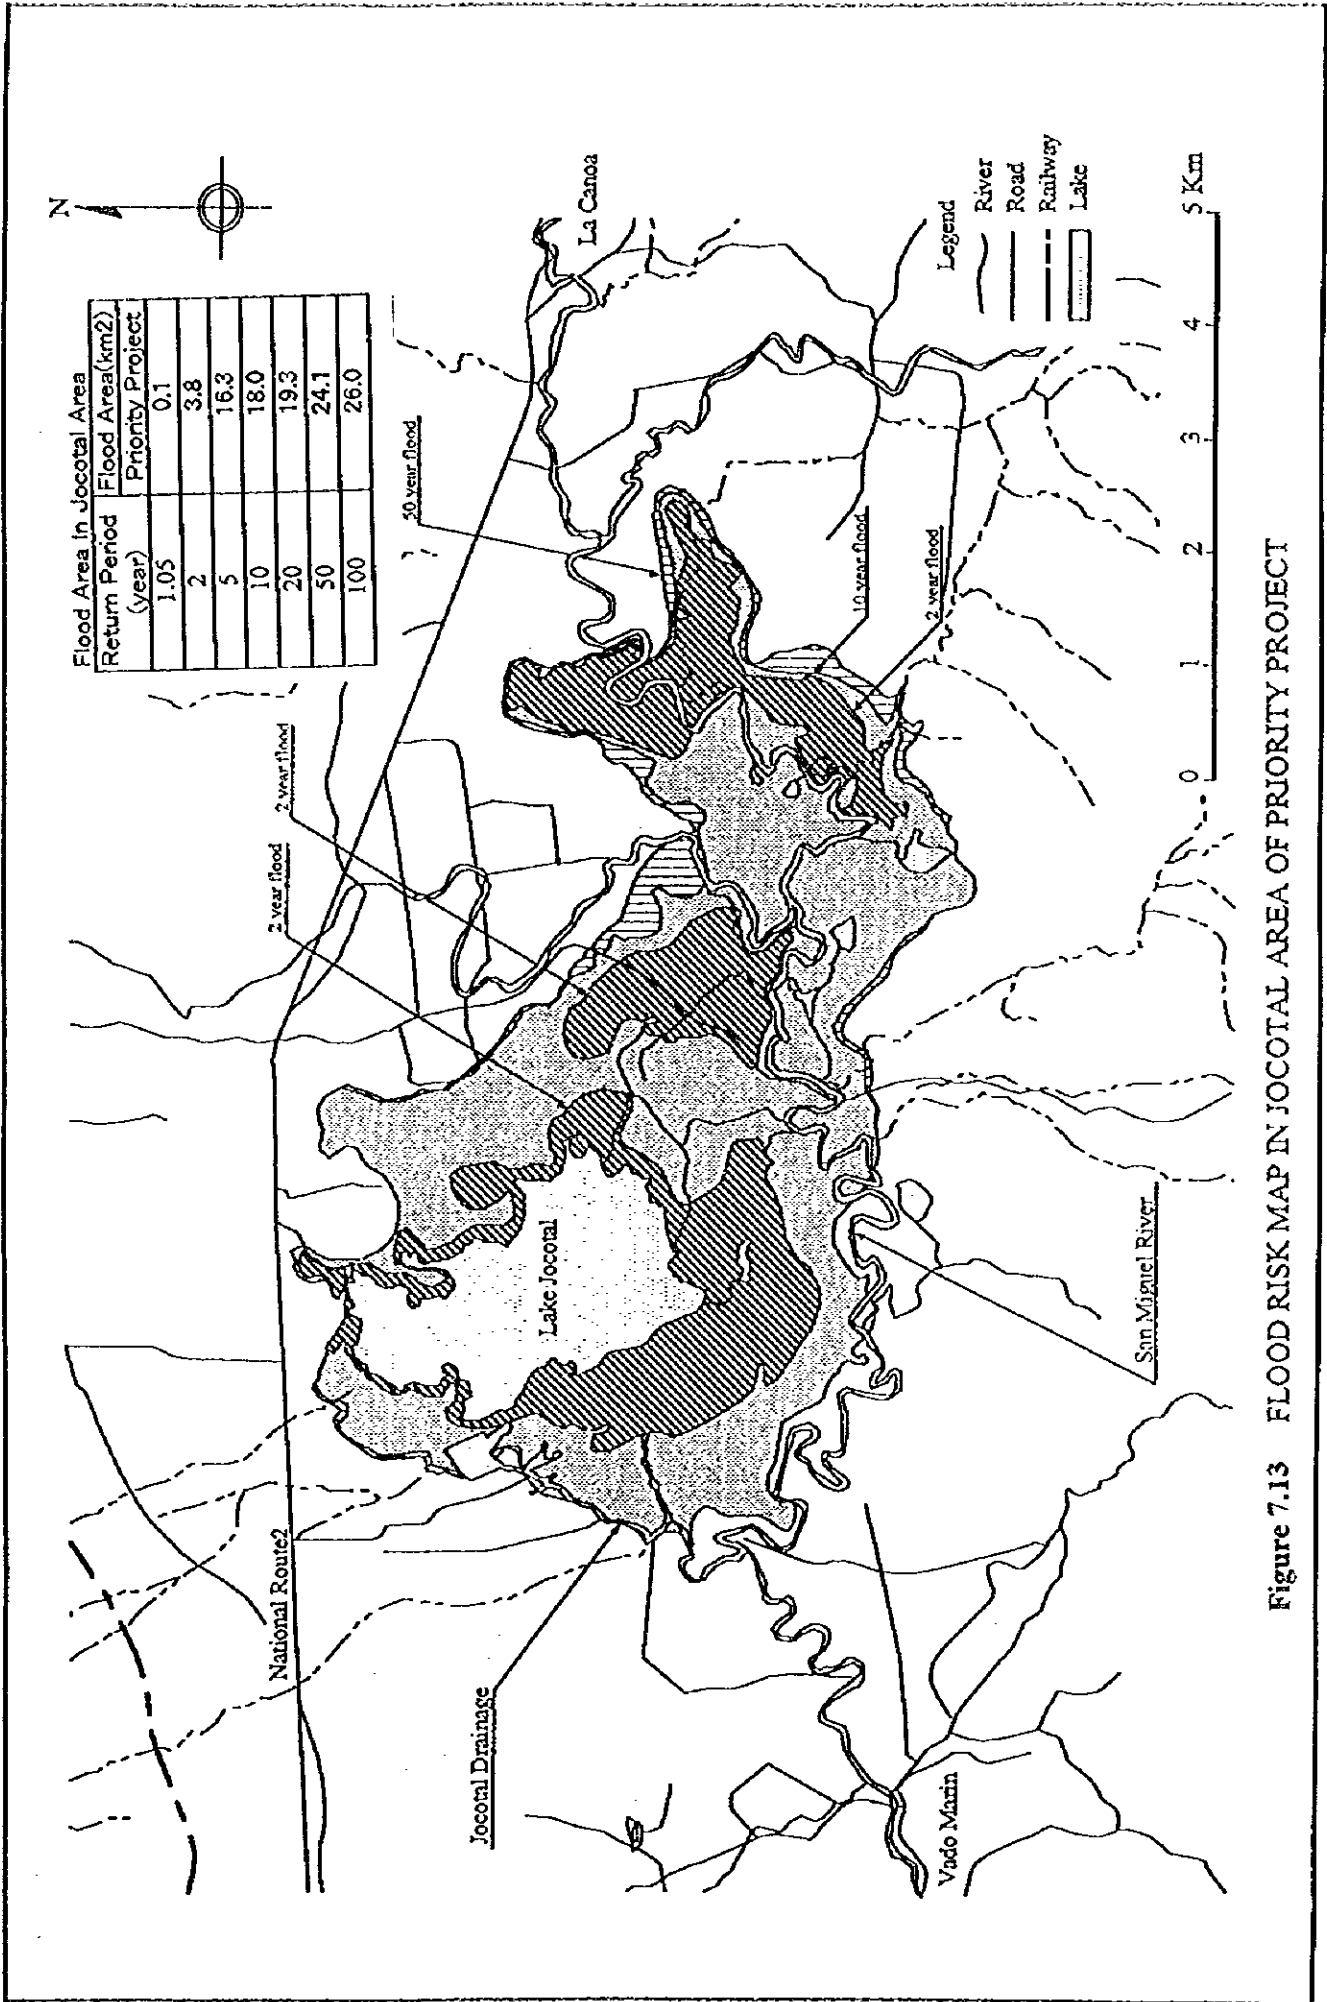 N
Flood Area in Jocotal Area
Return Period Flood Area(km2)
(year) Priority Project
1.05 0.1
2 3.8
5 16.3
10 18.0
20 19.3
50 24.1
100 26.0
2 year flood
2 year flood
50 year flood
La Canoa
National Route2
Lake Jocotal
Jocotal Drainage
10 year flood
2 year flood
Legend
River
Road
Railway
Lake
Vado Marin
San Miguel River
0 1 2 3 4 5 Km
Figure 7.13 FLOOD RISK MAP IN JOCOTAL AREA OF PRIORITY PROJECT